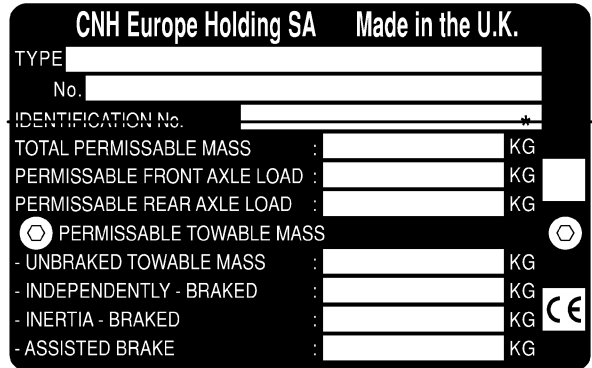 CNH Europe Holding SA Made in the U.K.
TYPE
No.
IDENTIFICATION No. *
TOTAL PERMISSABLE MASS : KG
PERMISSABLE FRONT AXLE LOAD : KG
PERMISSABLE REAR AXLE LOAD : KG
PERMISSABLE TOWABLE MASS
- UNBRAKED TOWABLE MASS : KG
- INDEPENDENTLY - BRAKED : KG
- INERTIA - BRAKED : KG CE
- ASSISTED BRAKE : KG